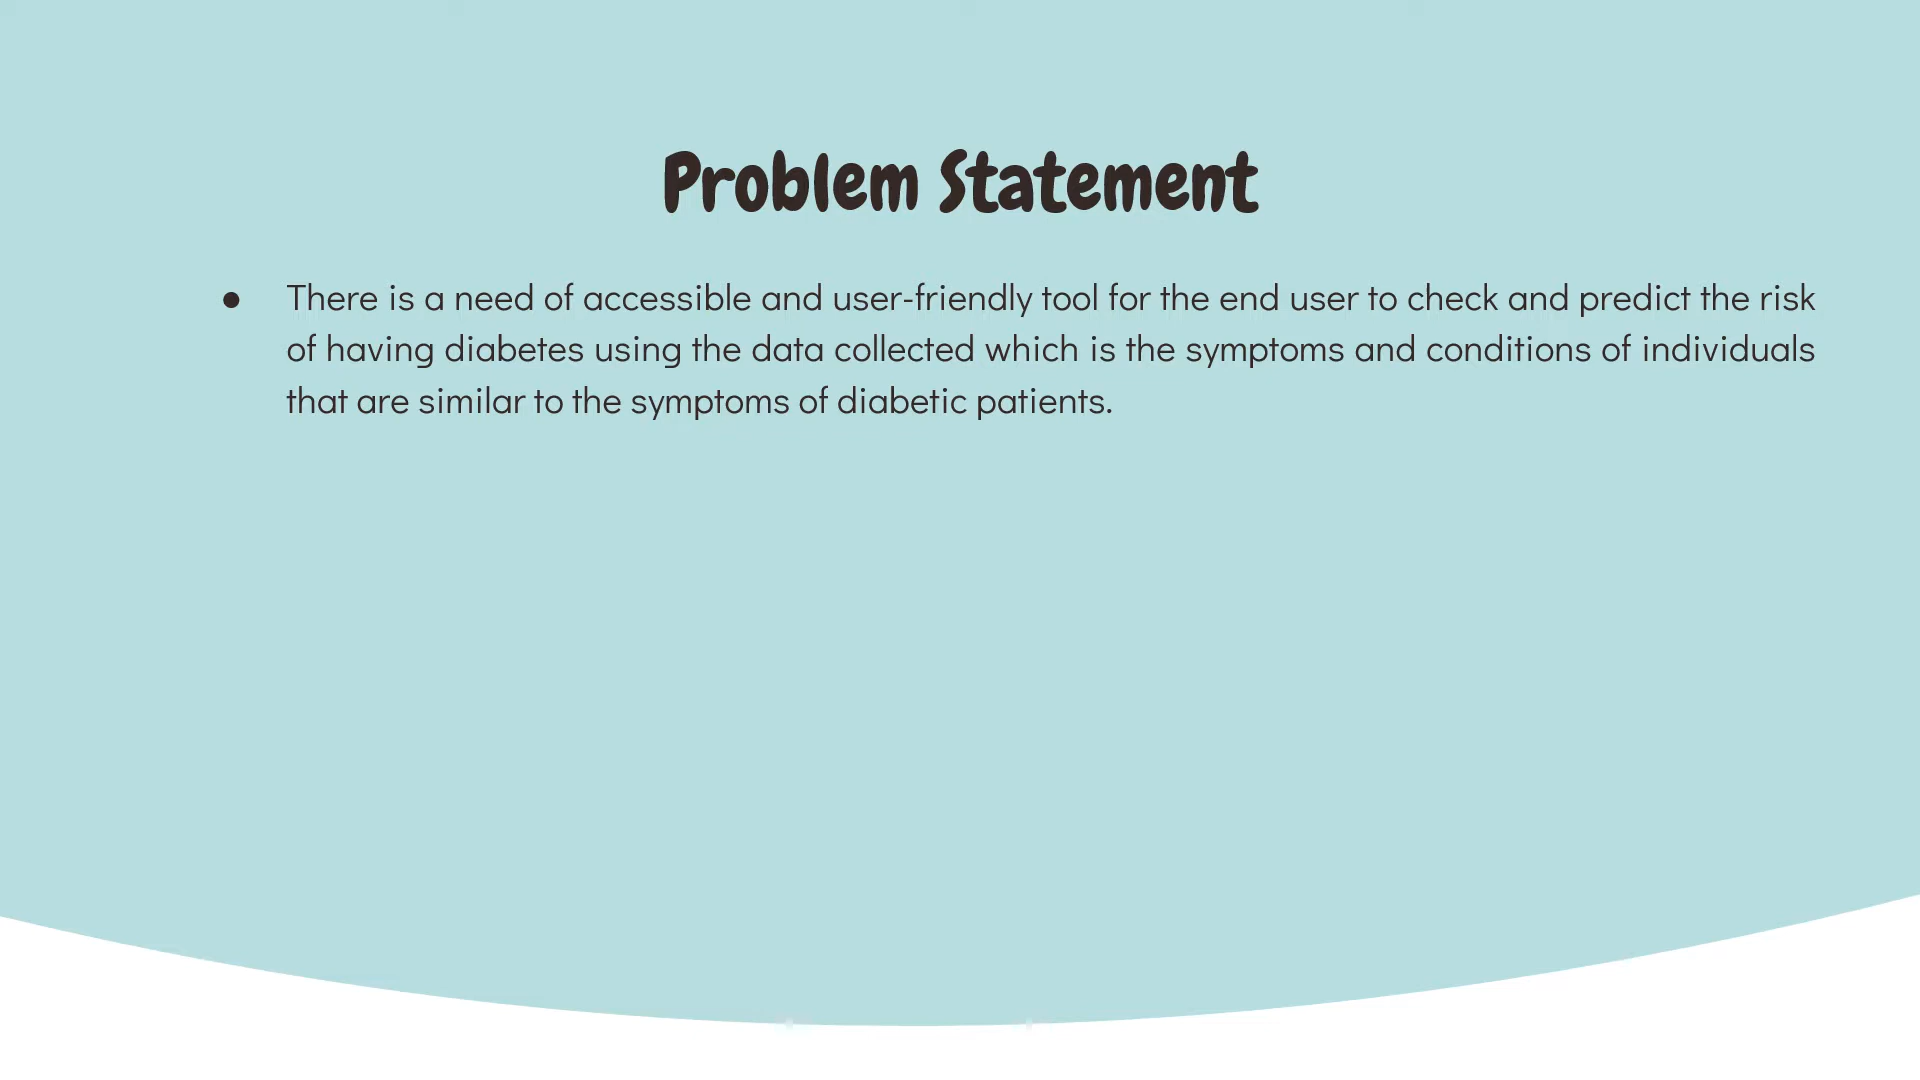 Problem Statement
● There is a need of accessible and user-friendly tool for the end user to check and predict the risk
of having diabetes using the data collected which is the symptoms and conditions of individuals
that are similar to the symptoms of diabetic patients.